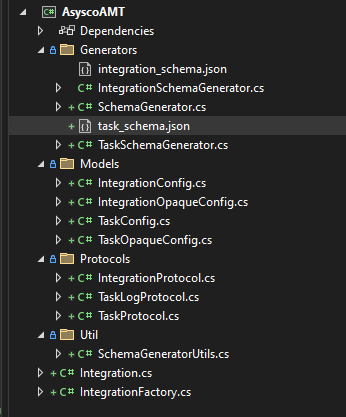 C# AsyscoAMT
Dependencies
Generators
integration_schema.json
C# IntegrationSchemaGenerator.cs
+ C# SchemaGenerator.cs
+ task_schema.json
+ C# TaskSchemaGenerator.cs
Models
+ C# IntegrationConfig.cs
+ C# IntegrationOpaqueConfig.cs
+ C# TaskConfig.cs
+ C# TaskOpaqueConfig.cs
Protocols
+ C# IntegrationProtocol.cs
+ C# TaskLogProtocol.cs
+ C# TaskProtocol.cs
Util
+ C# SchemaGeneratorUtils.cs
+ C# Integration.cs
+ C# IntegrationFactory.cs